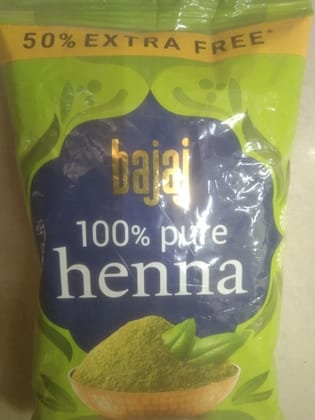 50% EXTRA FREE*
bajaj
100% pure
henna